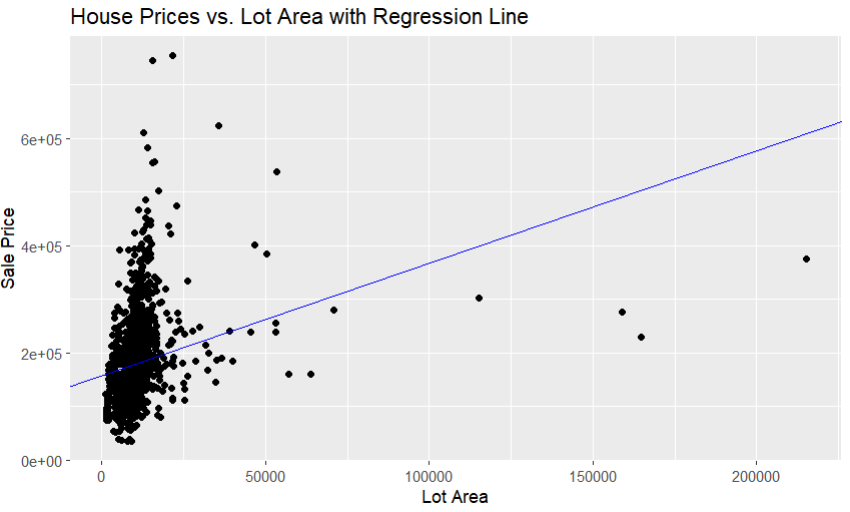 House Prices vs. Lot Area with Regression Line
Sale Price
6e+05
4e+05
2e+05
0e+00
0 50000 100000 150000 200000
Lot Area